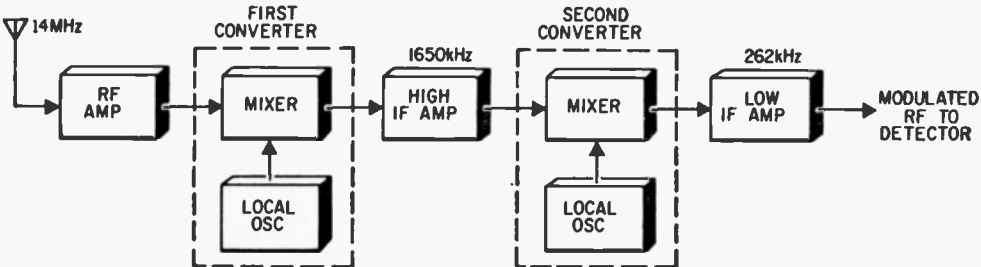 14MHz
RF
AMP
FIRST
CONVERTER
MIXER
LOCAL
OSC
1650kHz
HIGH
IF AMP
SECOND
CONVERTER
MIXER
LOCAL
OSC
262kHz
LOW
IF AMP
MODULATED
RF TO
DETECTOR